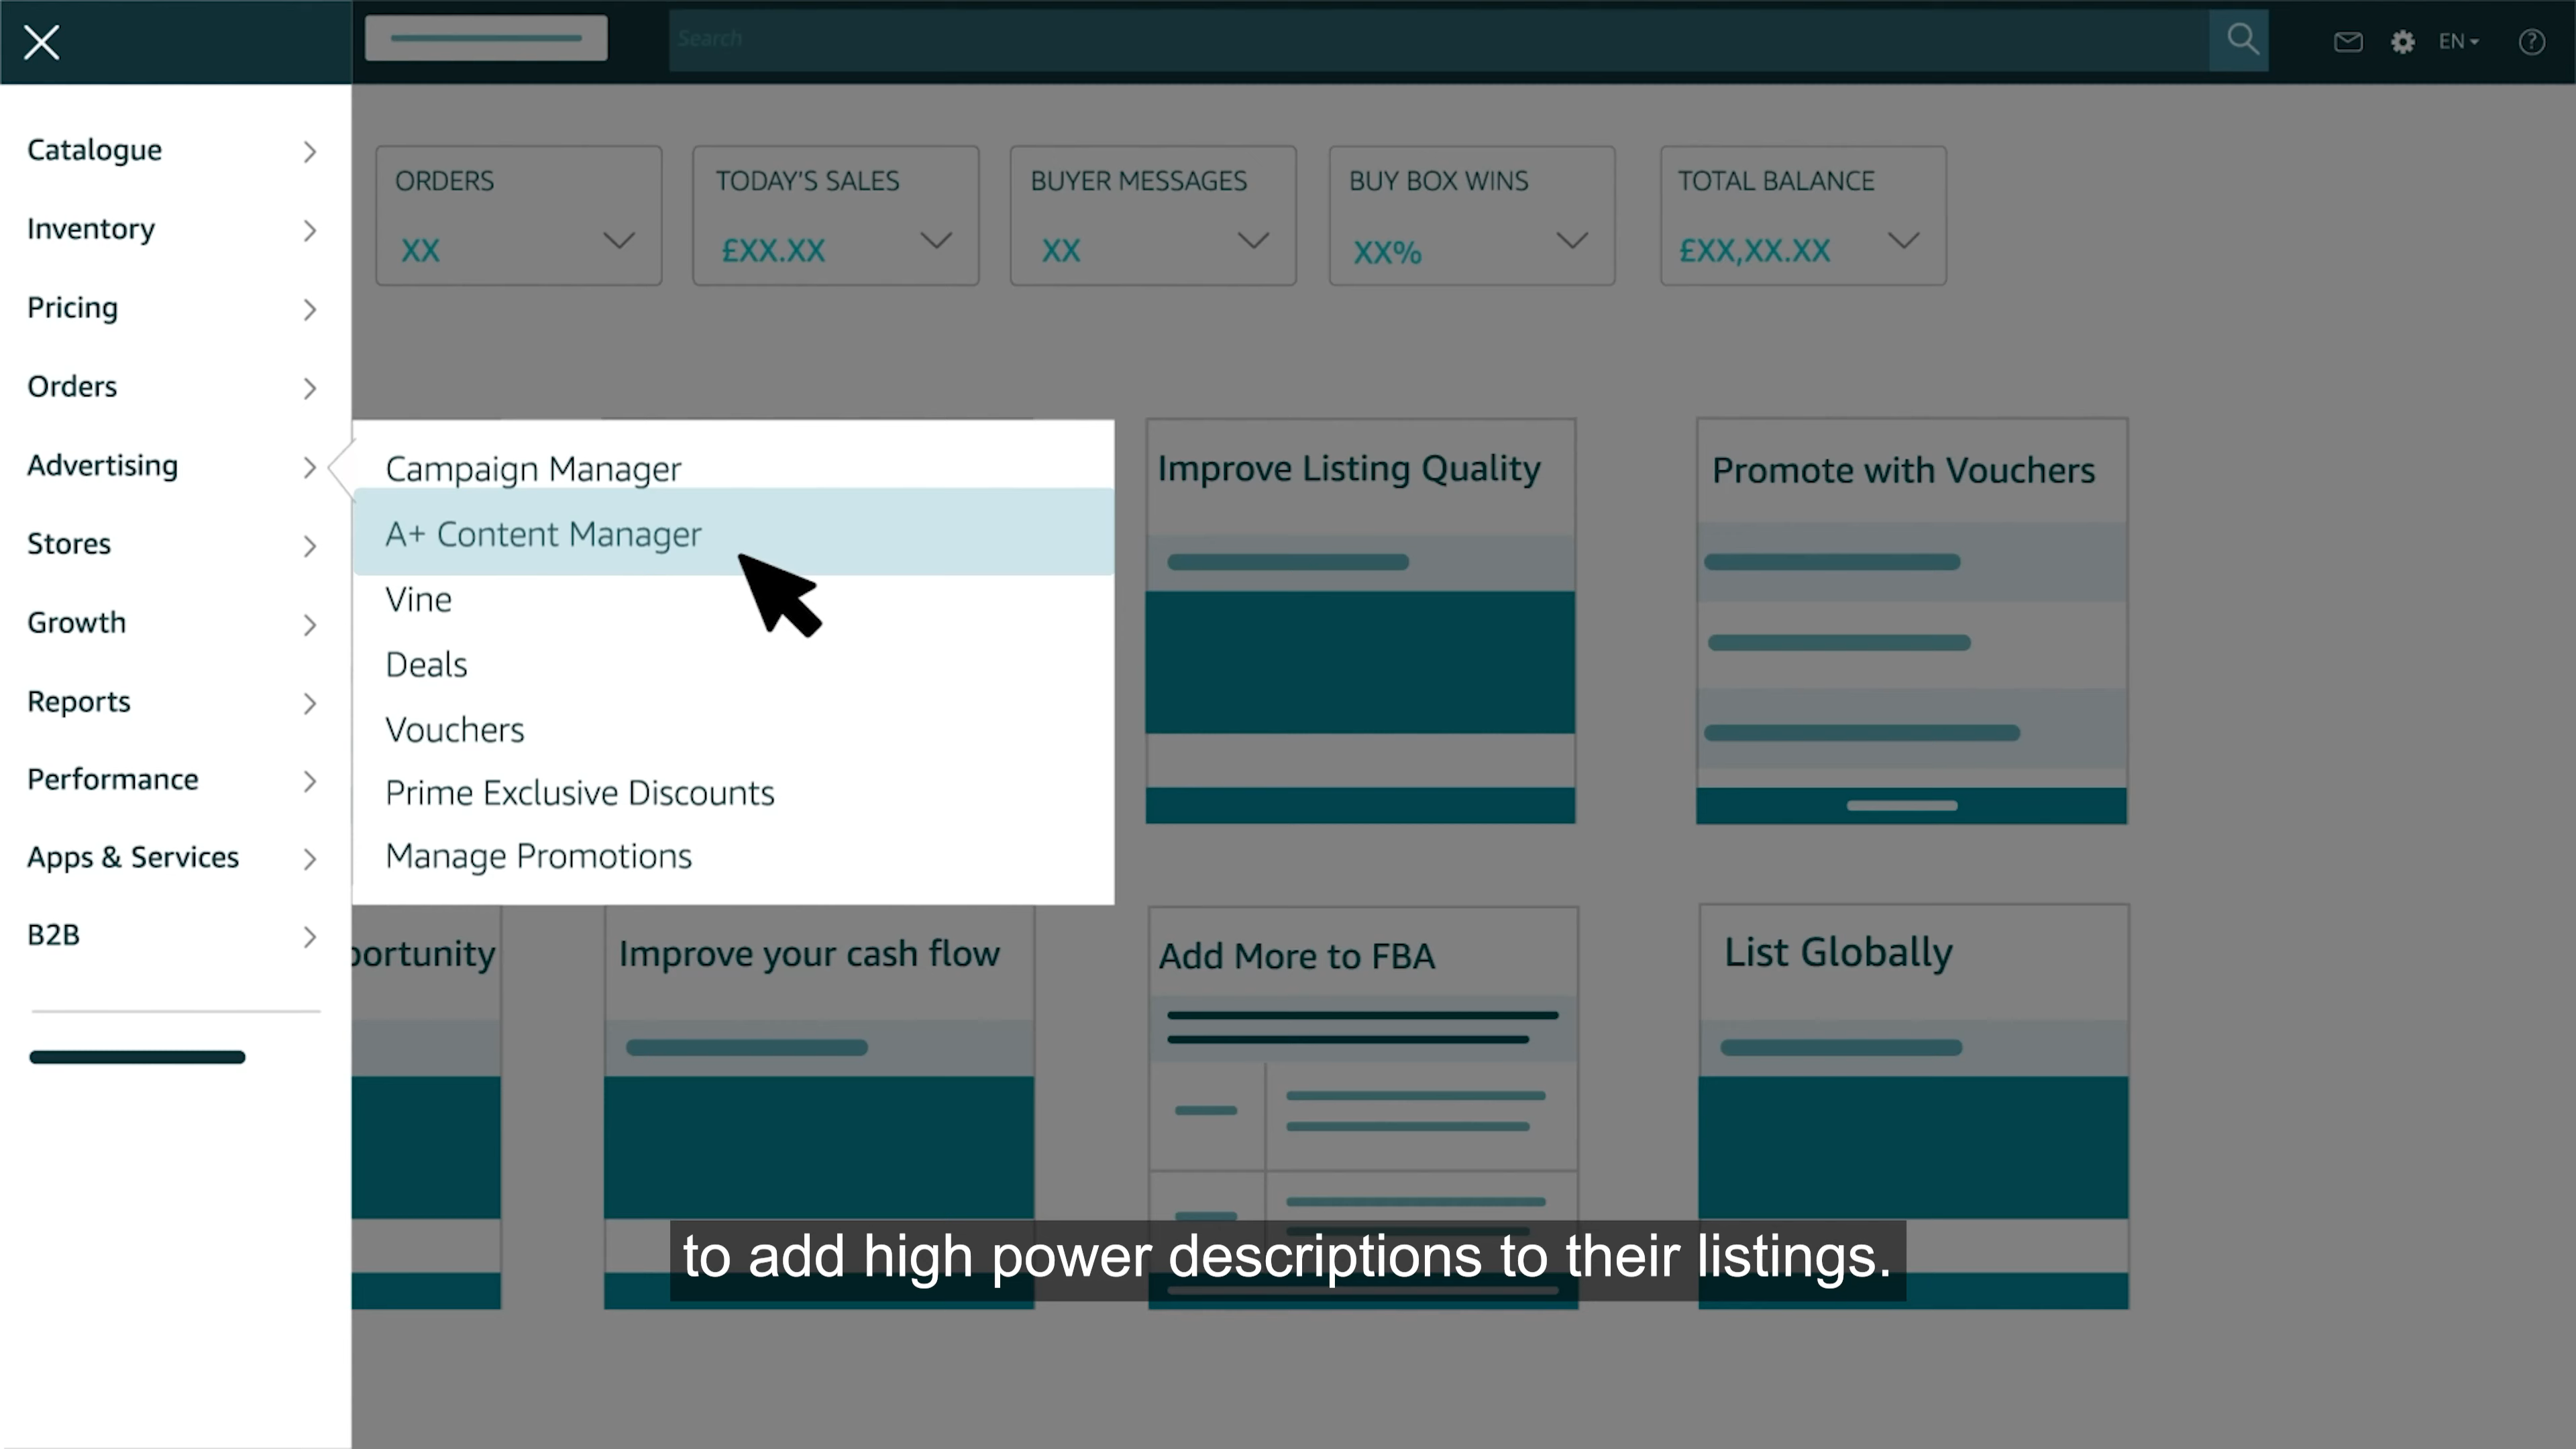 Search
EN
Catalogue
Inventory
Pricing
Orders
Advertising
Stores
Growth
Reports
Performance
Apps & Services
B2B
ORDERS
XX
TODAY'S SALES
£XX.XX
BUYER MESSAGES
XX
BUY BOX WINS
XX%
TOTAL BALANCE
£XX,XX.XX
Campaign Manager
A+ Content Manager
Vine
Deals
Vouchers
Prime Exclusive Discounts
Manage Promotions
Improve Listing Quality
Promote with Vouchers
portunity
Improve your cash flow
Add More to FBA
List Globally
to add high power descriptions to their listings.